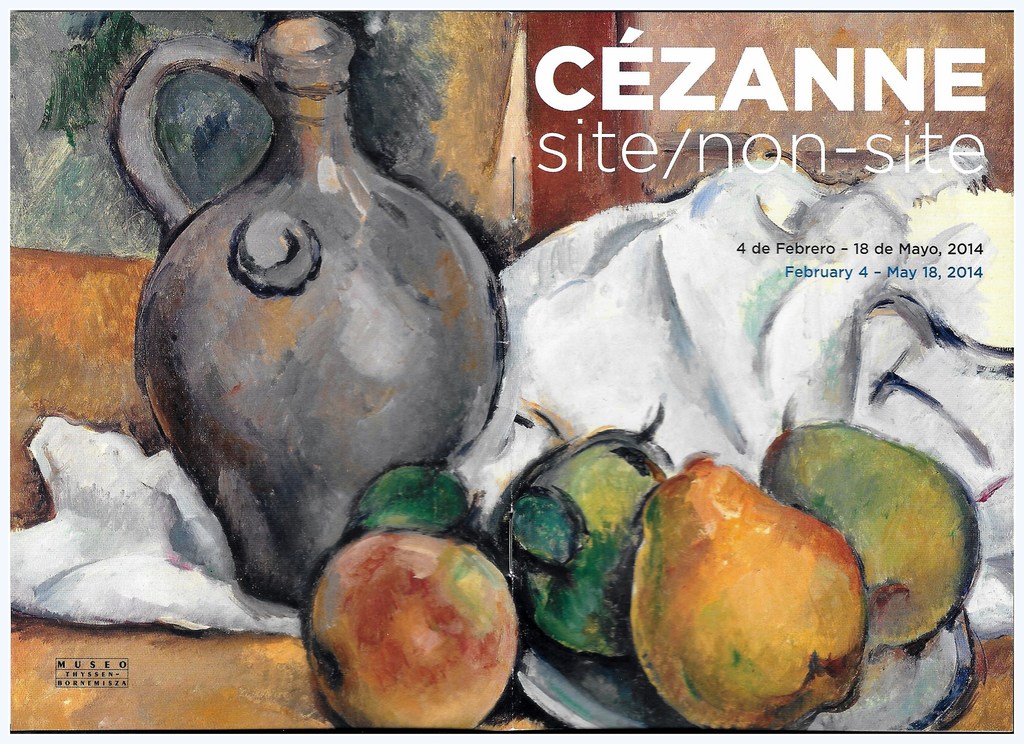 CÉZANNE
site/non-site
4 de Febrero – 18 de Mayo, 2014
February 4 – May 18, 2014
MUSEO
THYSSEN-
BORNEMISZA